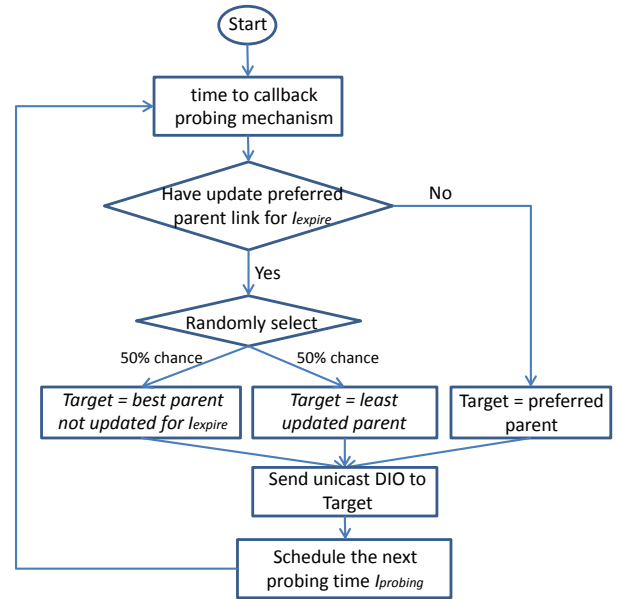 Start
time to callback
probing mechanism
Have update preferred
parent link for Iexpire
No
Yes
Randomly select
50% chance
50% chance
Target = best parent
not updated for Iexpire
Target = least
updated parent
Target = preferred
parent
Send unicast DIO to
Target
Schedule the next
probing time Iprobing